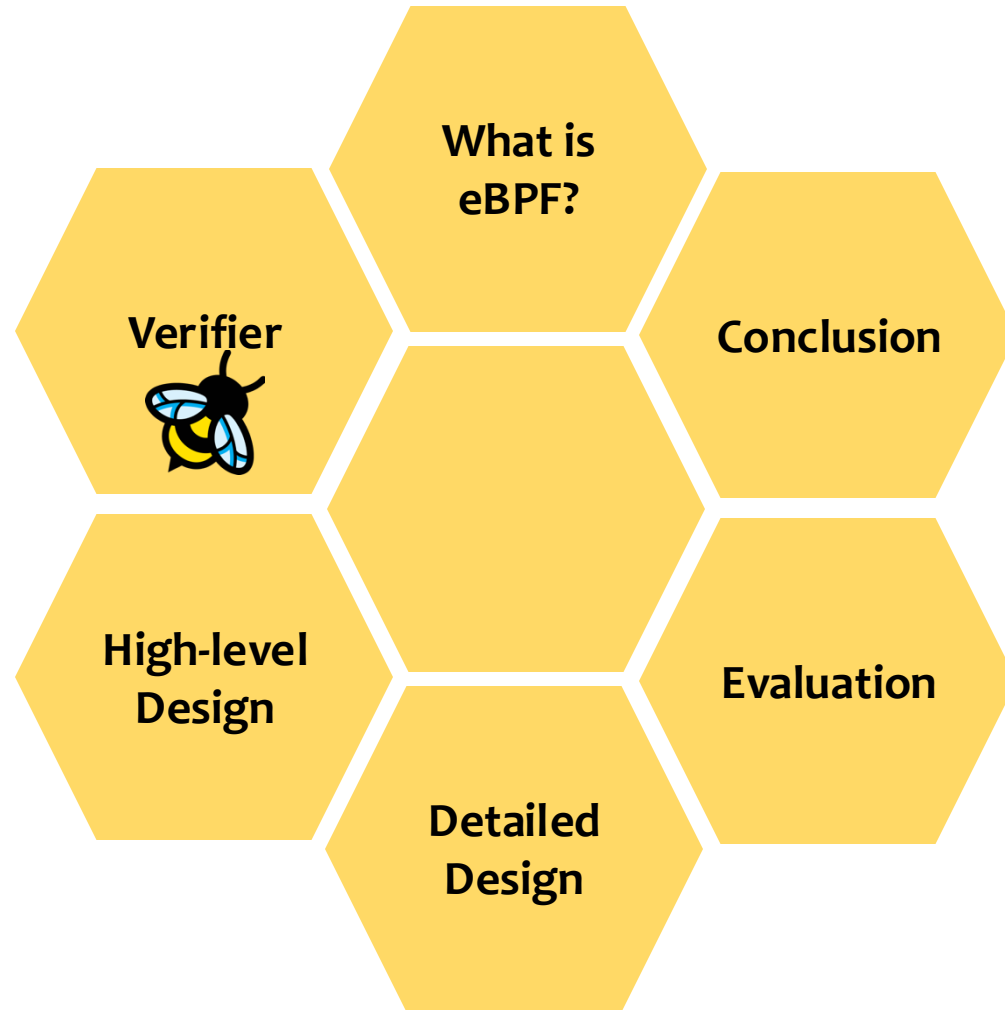 What is
eBPF?
Verifier
Conclusion
High-level
Design
Evaluation
Detailed
Design